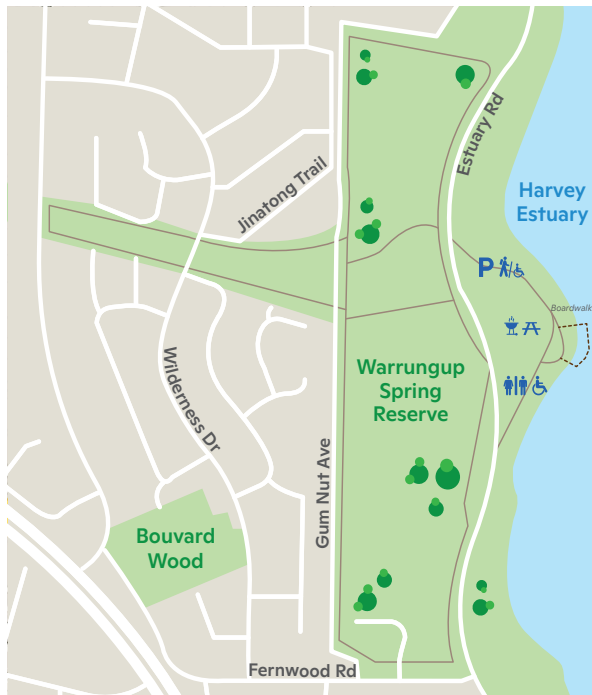 Estuary Rd
Jinatong Trail
Harvey
Estuary
P
Boardwalk
Wilderness Dr
Warrungup
Spring
Reserve
Gum Nut Ave
Bouvard
Wood
Fernwood Rd